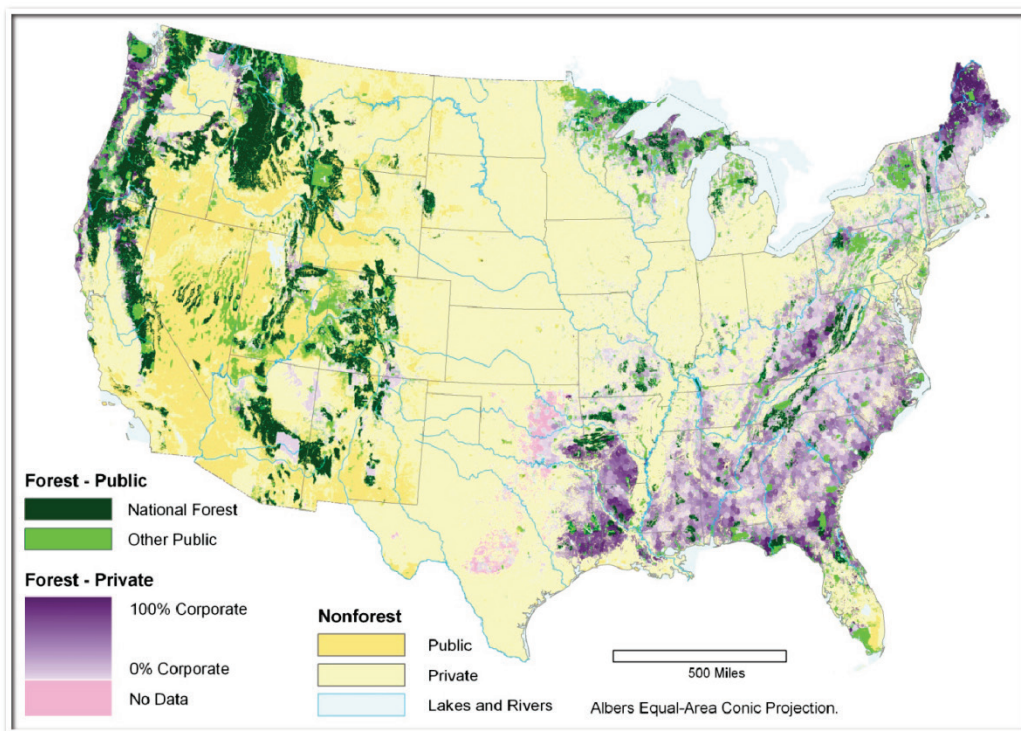 Forest - Public
National Forest
Other Public
Forest - Private
100% Corporate
0% Corporate
No Data
Nonforest
Public
Private
Lakes and Rivers
500 Miles
Albers Equal-Area Conic Projection.